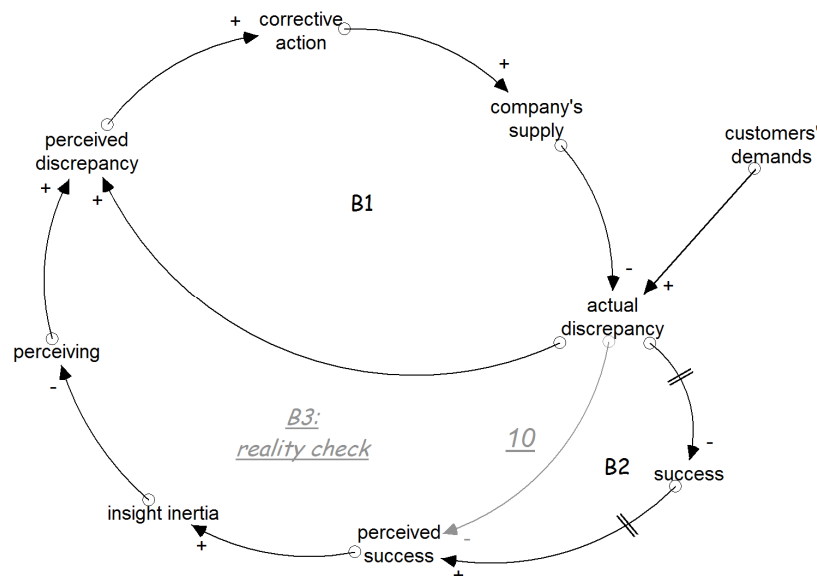 +
corrective
action
+
company's
supply
customers'
demands
perceived
discrepancy
+
+
B1
-
+
actual
discrepancy
perceiving
-
B3:
reality check
10
-
B2
success
insight inertia
perceived
success
-
+
+